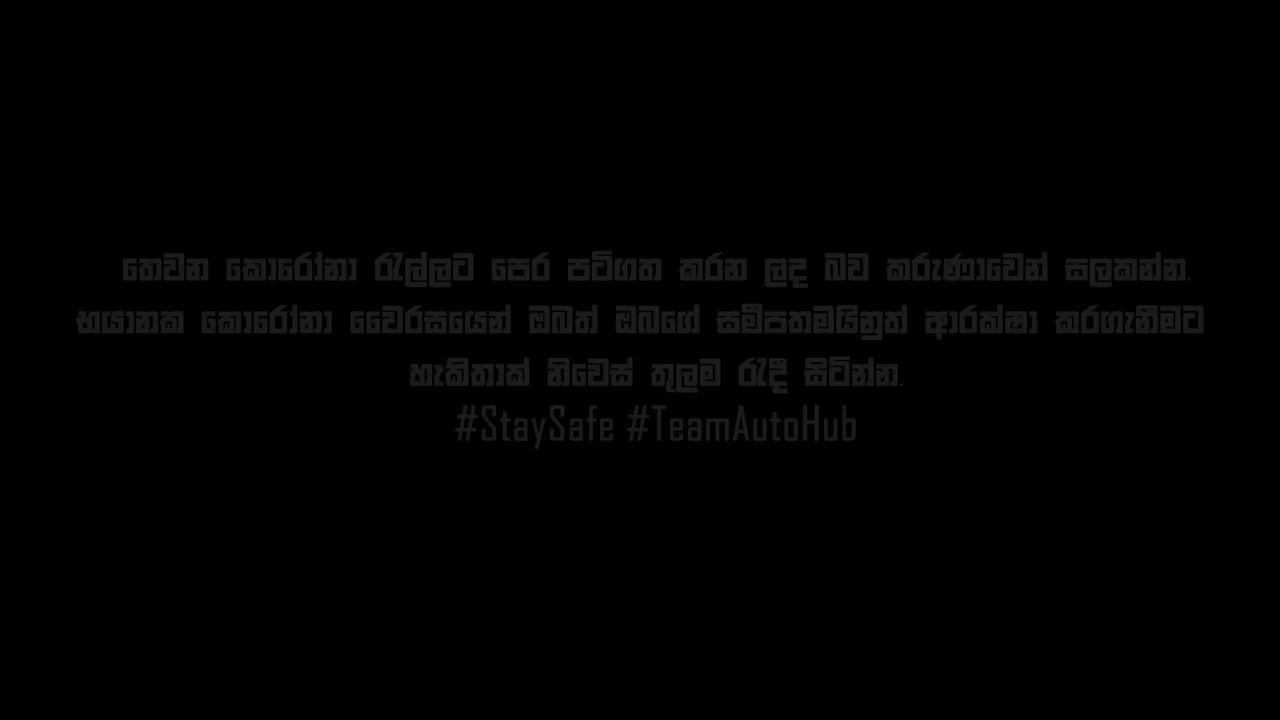 තෙවන කොරෝනා රැල්ලට පෙර පටිගත කරන ලද බව කරුණාවෙන් සලකන්න.
භයානක කොරෝනා වෛරසයෙන් ඔබත් ඔබගේ සමීපතමයිනුත් ආරක්ෂා කරගැනීමට
හැකිතාක් නිවෙස් තුලම රැඳී සිටින්න.
#StaySafe #TeamAutoHub